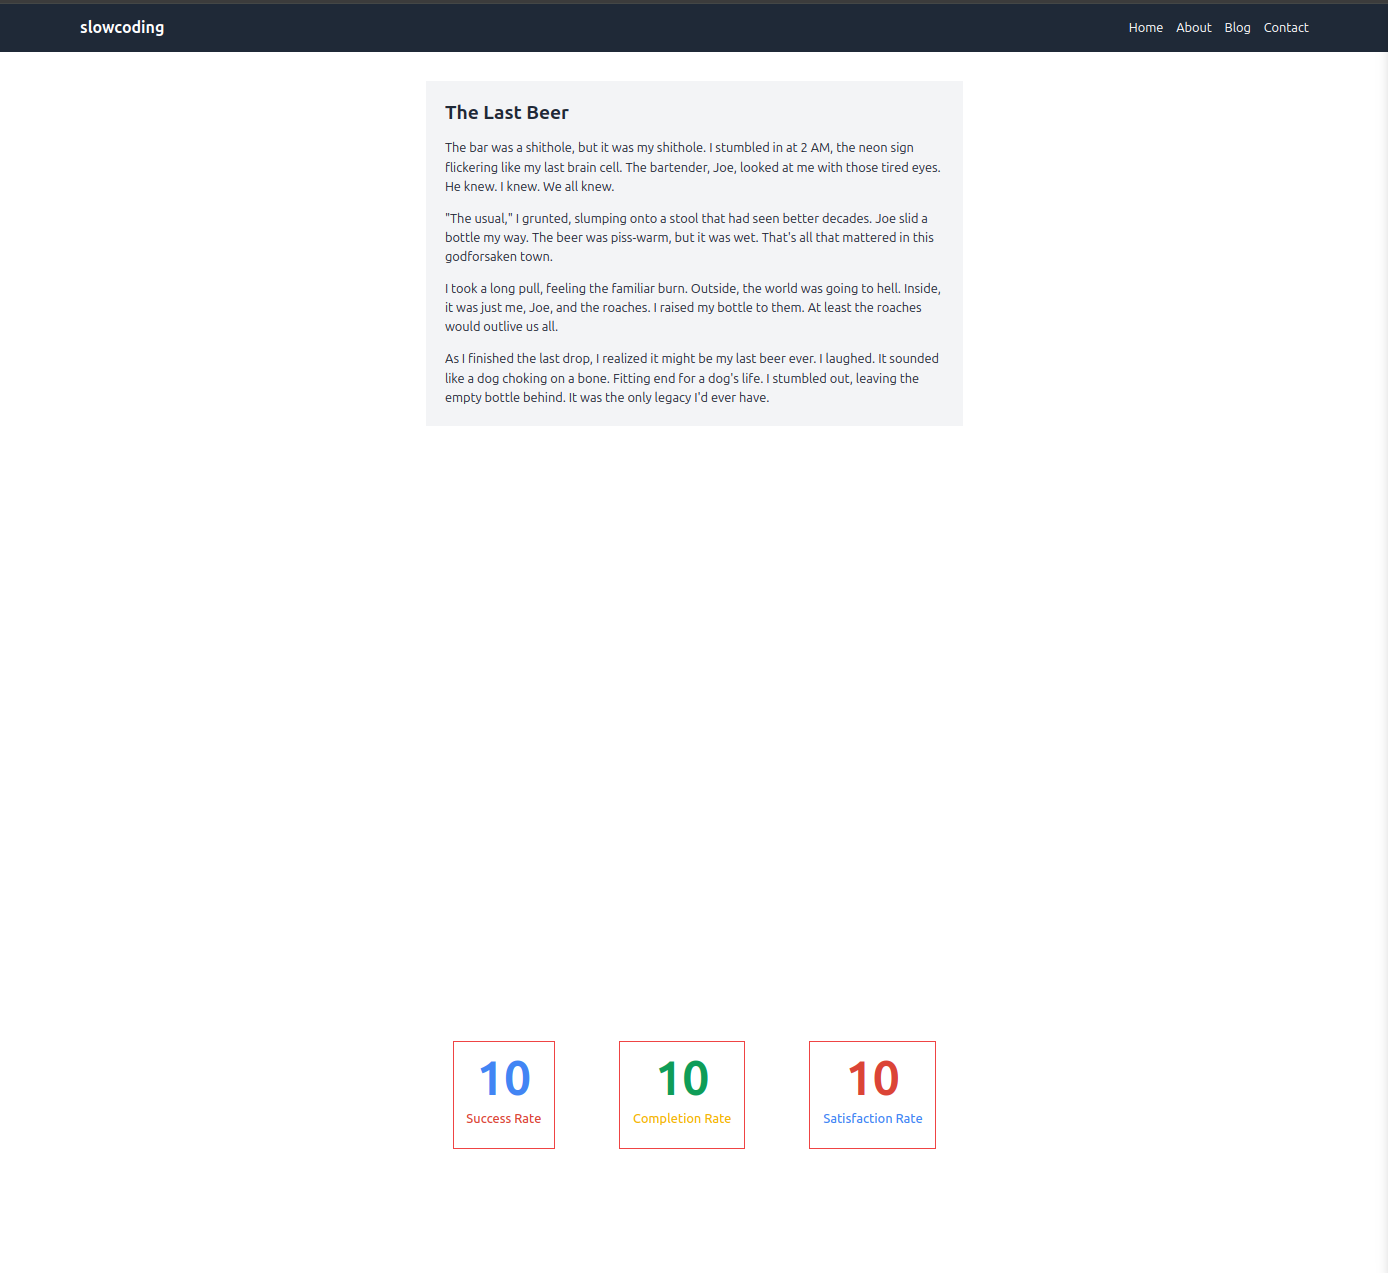 slowcoding
Home About Blog Contact
The Last Beer
The bar was a shithole, but it was my shithole. I stumbled in at 2 AM, the neon sign
flickering like my last brain cell. The bartender, Joe, looked at me with those tired eyes.
He knew. I knew. We all knew.
"The usual," I grunted, slumping onto a stool that had seen better decades. Joe slid a
bottle my way. The beer was piss-warm, but it was wet. That's all that mattered in this
godforsaken town.
I took a long pull, feeling the familiar burn. Outside, the world was going to hell. Inside,
it was just me, Joe, and the roaches. I raised my bottle to them. At least the roaches
would outlive us all.
As I finished the last drop, I realized it might be my last beer ever. I laughed. It sounded
like a dog choking on a bone. Fitting end for a dog's life. I stumbled out, leaving the
empty bottle behind. It was the only legacy I'd ever have.
10
Success Rate
10
Completion Rate
10
Satisfaction Rate